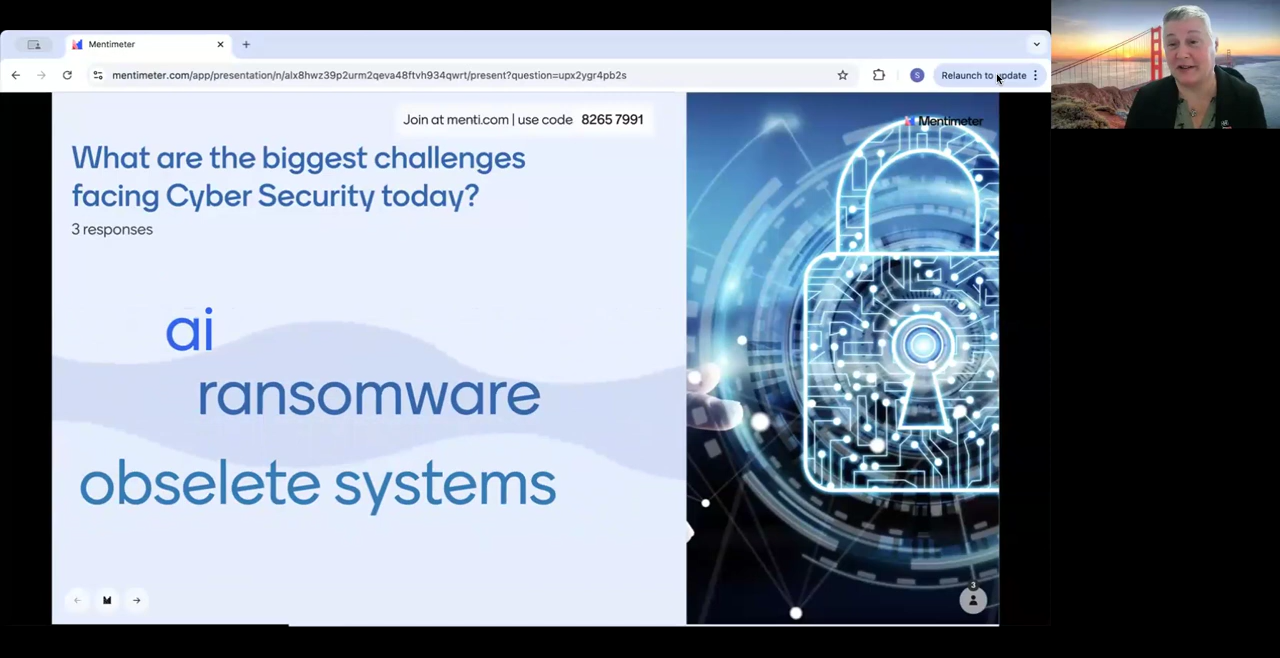 Mentimeter
mentimeter.com/app/presentation/n/alx8hwz39p2urm2qeva48ftvh934qwrt/present?question=upx2ygr4pb2s
S
Relaunch to update
Join at menti.com | use code 8265 7991
Mentimeter
What are the biggest challenges
facing Cyber Security today?
3 responses
ai
ransomware
obselete systems
3